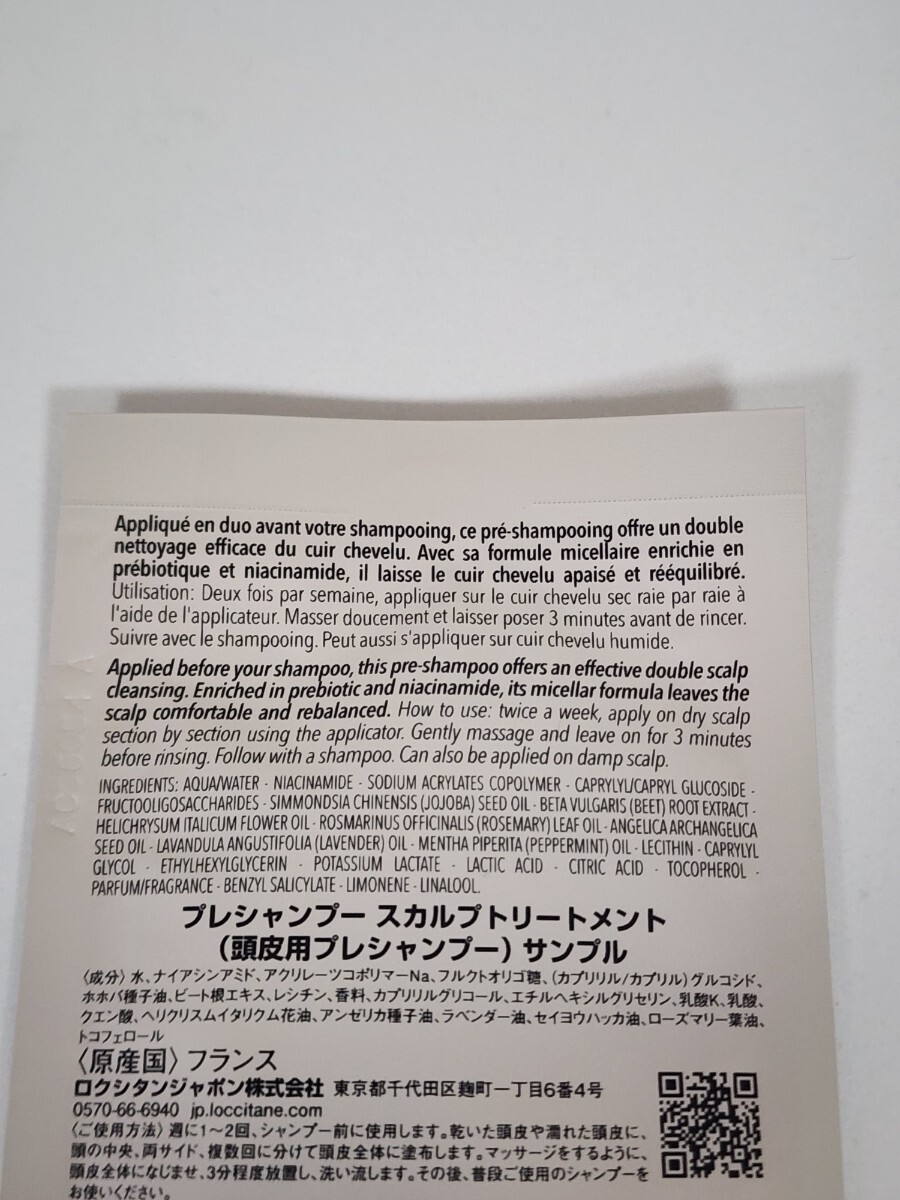 Appliqué en duo avant votre shampooing, ce pré-shampooing offre un double
nettoyage efficace du cuir chevelu. Avec sa formule micellaire enrichie en
prébiotique et niacinamide, il laisse le cuir chevelu apaisé et rééquilibré.
Utilisation: Deux fois par semaine, appliquer sur le cuir chevelu sec raie par raie à
l'aide de l'applicateur. Masser doucement et laisser poser 3 minutes avant de rincer.
Suivre avec le shampooing. Peut aussi s'appliquer sur cuir chevelu humide.
Applied before your shampoo, this pre-shampoo offers an effective double scalp
cleansing. Enriched in prebiotic and niacinamide, its micellar formula leaves the
scalp comfortable and rebalanced. How to use: twice a week, apply on dry scalp
section by section using the applicator. Gently massage and leave on for 3 minutes
before rinsing. Follow with a shampoo. Can also be applied on damp scalp.
INGREDIENTS: AQUA/WATER - NIACINAMIDE - SODIUM ACRYLATES COPOLYMER - CAPRYLYL/CAPRYL GLUCOSIDE -
FRUCTOOLIGOSACCHARIDES - SIMMONDSIA CHINENSIS (JOJOBA) SEED OIL - BETA VULGARIS (BEET) ROOT EXTRACT -
HELICHRYSUM ITALICUM FLOWER OIL - ROSMARINUS OFFICINALIS (ROSEMARY) LEAF OIL - ANGELICA ARCHANGELICA
SEED OIL - LAVANDULA ANGUSTIFOLIA (LAVENDER) OIL - MENTHA PIPERITA (PEPPERMINT) OIL - LECITHIN - CAPRYLYL
GLYCOL - ETHYLHEXYLGLYCERIN - POTASSIUM LACTATE - LACTIC ACID - CITRIC ACID - TOCOPHEROL -
PARFUM/FRAGRANCE - BENZYL SALICYLATE - LIMONENE - LINALOOL.
プレシャンプー スカルプトリートメント
（頭皮用プレシャンプー）サンプル
〈成分〉水、ナイアシンアミド、アクリレーツコポリマーNa、フルクトオリゴ糖、（カプリリル/カプリル）グルコシド、
ホホバ種子油、ビート根エキス、レシチン、香料、カプリリルグリコール、エチルヘキシルグリセリン、乳酸K、乳酸、
クエン酸、ヘリクリスムイタリクム花油、アンゼリカ種子油、ラベンダー油、セイヨウハッカ油、ローズマリー葉油、
トコフェロール
〈原産国〉フランス
ロクシタンジャポン株式会社 東京都千代田区麹町一丁目6番4号
0570-66-6940 jp.loccitane.com
〈ご使用方法〉週に1〜2回、シャンプー前に使用します。乾いた頭皮や濡れた頭皮に、
頭の中央、両サイド、複数回に分けて頭皮全体に塗布します。マッサージをするように、
頭皮全体になじませ、3分程度放置し、洗い流します。その後、普段ご使用のシャンプーを
お使いください。